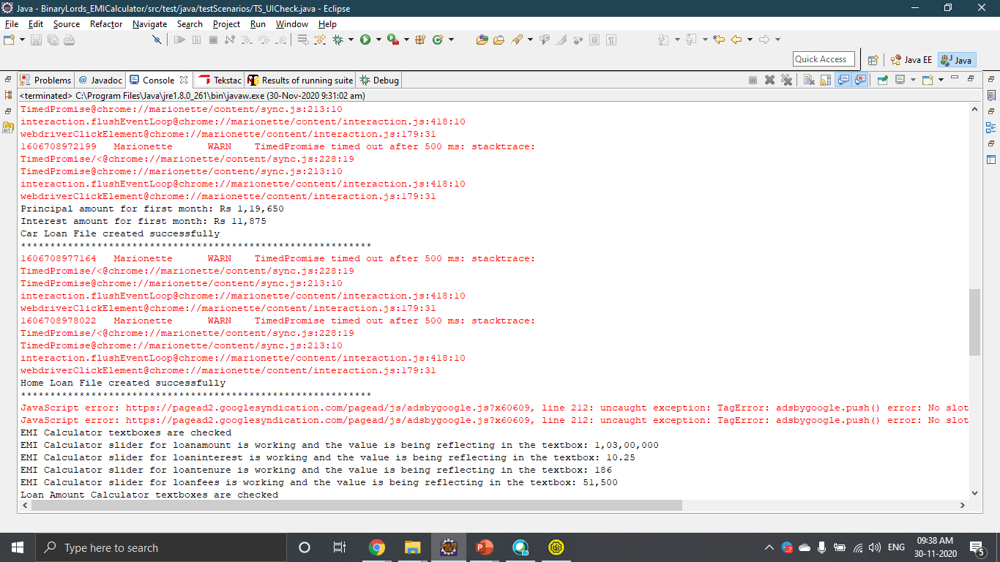 Java - BinaryLords_EMICalculator/src/test/java/testScenarios/TS_UICheck.java - Eclipse
File Edit Source Refactor Navigate Search Project Run Window Help
Quick Access
Java EE
Java
Problems
Javadoc
Console
Tekstac
Results of running suite
Debug
<terminated> C:\Program Files\Java\jre1.8.0_261\bin\javaw.exe (30-Nov-2020 9:31:02 am)
TimedPromise@chrome://marionette/content/sync.js:213:10
interaction.flushEventLoop@chrome://marionette/content/interaction.js:418:10
webdriverClickElement@chrome://marionette/content/interaction.js:179:31
1606708972199 Marionette WARN TimedPromise timed out after 500 ms: stacktrace:
TimedPromise/<@chrome://marionette/content/sync.js:228:19
TimedPromise@chrome://marionette/content/sync.js:213:10
interaction.flushEventLoop@chrome://marionette/content/interaction.js:418:10
webdriverClickElement@chrome://marionette/content/interaction.js:179:31
Principal amount for first month: Rs 1,19,650
Interest amount for first month: Rs 11,875
Car Loan File created successfully
************************************************************
1606708977164 Marionette WARN TimedPromise timed out after 500 ms: stacktrace:
TimedPromise/<@chrome://marionette/content/sync.js:228:19
TimedPromise@chrome://marionette/content/sync.js:213:10
interaction.flushEventLoop@chrome://marionette/content/interaction.js:418:10
webdriverClickElement@chrome://marionette/content/interaction.js:179:31
1606708978022 Marionette WARN TimedPromise timed out after 500 ms: stacktrace:
TimedPromise/<@chrome://marionette/content/sync.js:228:19
TimedPromise@chrome://marionette/content/sync.js:213:10
interaction.flushEventLoop@chrome://marionette/content/interaction.js:418:10
webdriverClickElement@chrome://marionette/content/interaction.js:179:31
Home Loan File created successfully
************************************************************
JavaScript error: https://pagead2.googlesyndication.com/pagead/js/adsbygoogle.js?x60609, line 212: uncaught exception: TagError: adsbygoogle.push() error: No slot
JavaScript error: https://pagead2.googlesyndication.com/pagead/js/adsbygoogle.js?x60609, line 212: uncaught exception: TagError: adsbygoogle.push() error: No slot
EMI Calculator textboxes are checked
EMI Calculator slider for loanamount is working and the value is being reflecting in the textbox: 1,03,00,000
EMI Calculator slider for loaninterest is working and the value is being reflecting in the textbox: 10.25
EMI Calculator slider for loantenure is working and the value is being reflecting in the textbox: 186
EMI Calculator slider for loanfees is working and the value is being reflecting in the textbox: 51,500
Loan Amount Calculator textboxes are checked
Type here to search
ENG
09:38 AM
30-11-2020
5